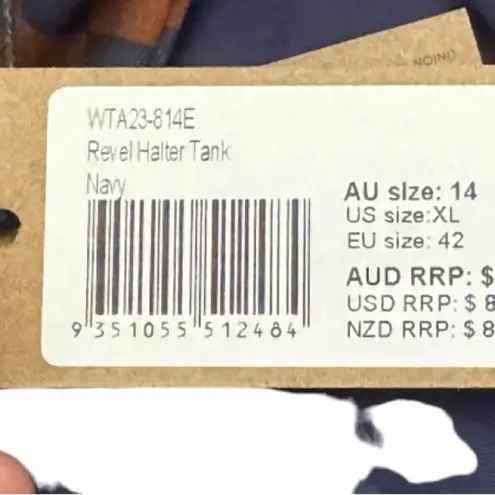 WTA23-814E
Revel Halter Tank
Navy
9 351055 512484
AU size: 14
US size:XL
EU size: 42
AUD RRP: $
USD RRP: $ 8
NZD RRP: $ 8